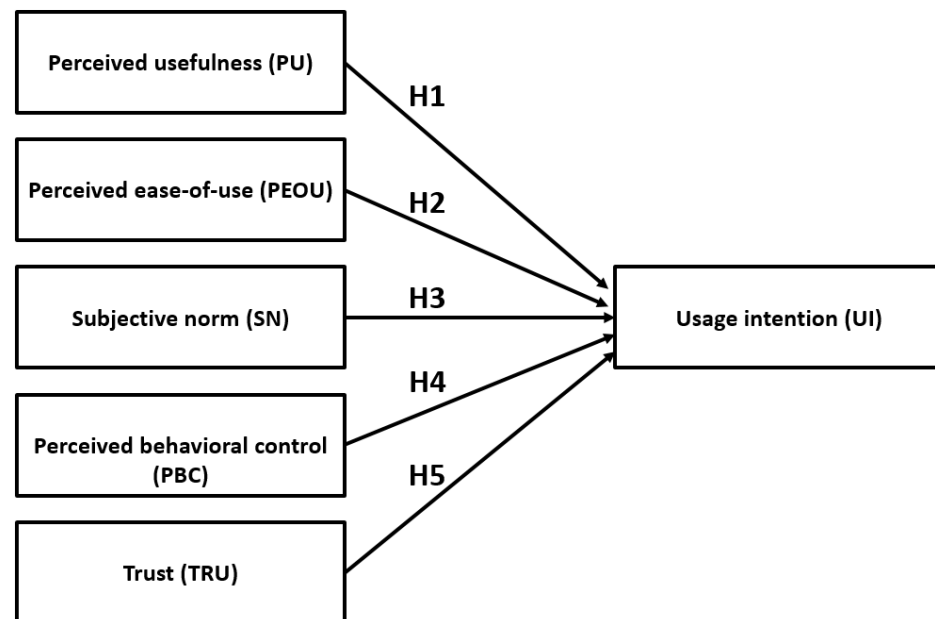 Perceived usefulness (PU)
H1
Perceived ease-of-use (PEOU)
H2
Subjective norm (SN)
H3
Usage intention (UI)
Perceived behavioral control
(PBC)
H4
Trust (TRU)
H5